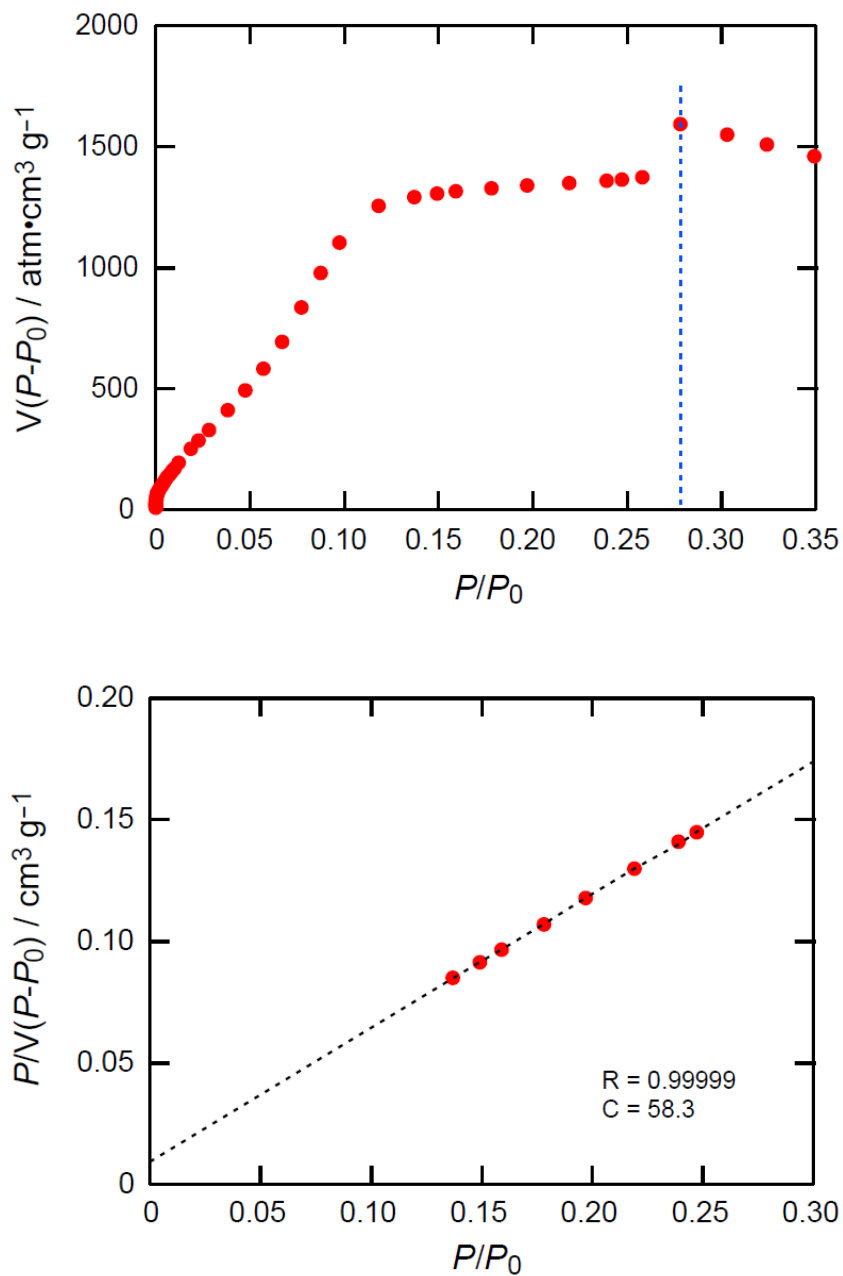 2000
1500
1000
500
0
V(P-P₀) / atm•cm³ g⁻¹
0 0.05 0.10 0.15 0.20 0.25 0.30 0.35
P/P₀
0.20
0.15
0.10
0.05
0
P/V(P-P₀) / cm³ g⁻¹
R = 0.99999
C = 58.3
0 0.05 0.10 0.15 0.20 0.25 0.30
P/P₀